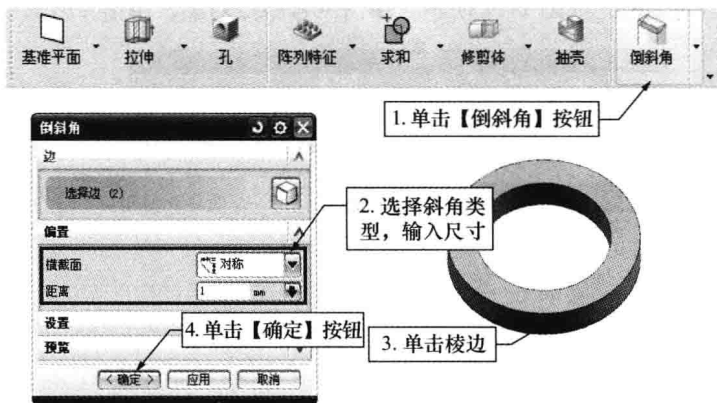 基准平面 拉伸 孔 阵列特征 求和 修剪体 抽壳 倒斜角
1. 单击【倒斜角】按钮
倒斜角
边
选择边 (2)
2. 选择斜角类
型，输入尺寸
偏置
横截面 对称
距离 1 mm
设置
4. 单击【确定】按钮
3. 单击棱边
预览
< 确定 > 应用 取消